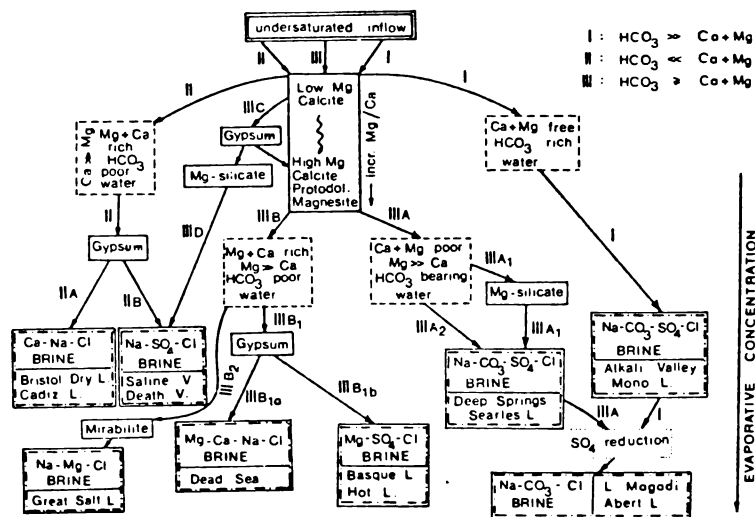 undersaturated inflow
I : HCO3 >> Ca+Mg
II : HCO3 << Ca+Mg
III : HCO3 ≥ Ca+Mg
II
III
I
II
IIIC
Low Mg
Calcite
High Mg
Calcite
Protodol.
Magnesite
incr. Mg/Ca
I
Ca >> Mg
Mg+Ca
rich
HCO3
poor
water
Gypsum
Mg-silicate
Ca+Mg free
HCO3 rich
water
II
IIID
IIIB
IIIA
Gypsum
Mg+Ca rich
Mg >> Ca
HCO3 poor
water
Ca+Mg poor
Mg >> Ca
HCO3 bearing
water
IIIA1
Mg-silicate
I
IIA
IIB
IIIB1
IIIA2
IIIA1
Gypsum
Ca-Na-Cl
BRINE
Bristol Dry L.
Cadiz L.
Na-SO4-Cl
BRINE
Saline V
Death V.
IIIB2
IIIB1a
IIIB1b
Na-CO3-SO4-Cl
BRINE
Deep Springs
Searles L
Na-CO3-SO4-Cl
BRINE
Alkali Valley
Mono L.
Mirabilite
IIIA
I
SO4 reduction
Na-Mg-Cl
BRINE
Great Salt L
Mg-Ca-Na-Cl
BRINE
Dead Sea
Mg-SO4-Cl
BRINE
Basque L
Hot L.
Na-CO3-Cl
BRINE
L Magadi
Abert L
EVAPORATIVE CONCENTRATION